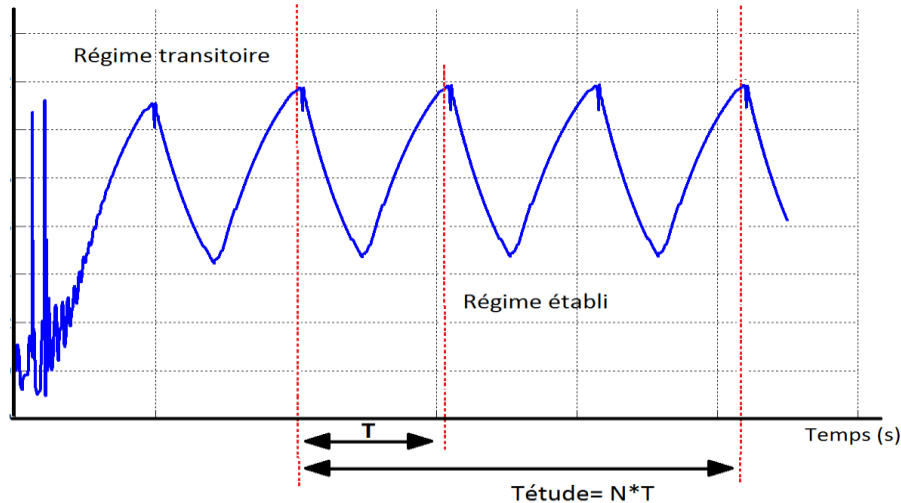 Régime transitoire
Régime établi
Temps (s)
T
Tétude= N*T